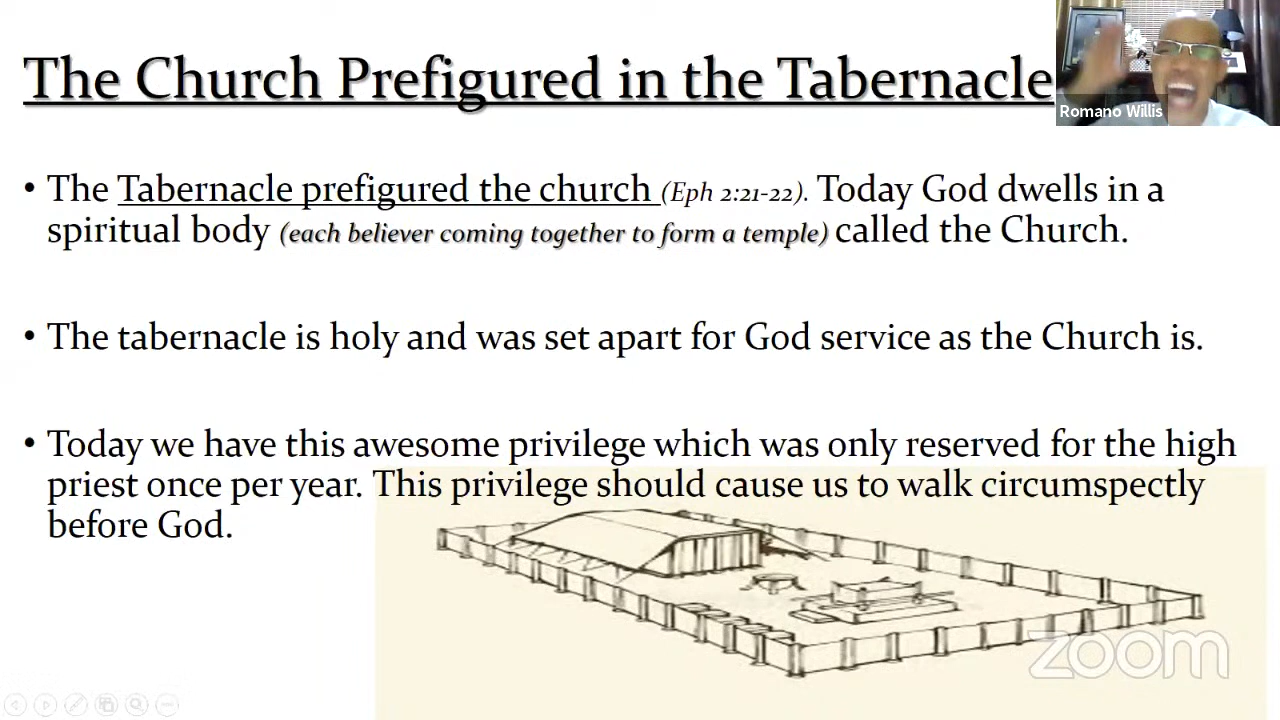 The Church Prefigured in the Tabernacle
Romano Willis
• The Tabernacle prefigured the church (Eph 2:21-22). Today God dwells in a
spiritual body (each believer coming together to form a temple) called the Church.
• The tabernacle is holy and was set apart for God service as the Church is.
• Today we have this awesome privilege which was only reserved for the high
priest once per year. This privilege should cause us to walk circumspectly
before God.
zoom